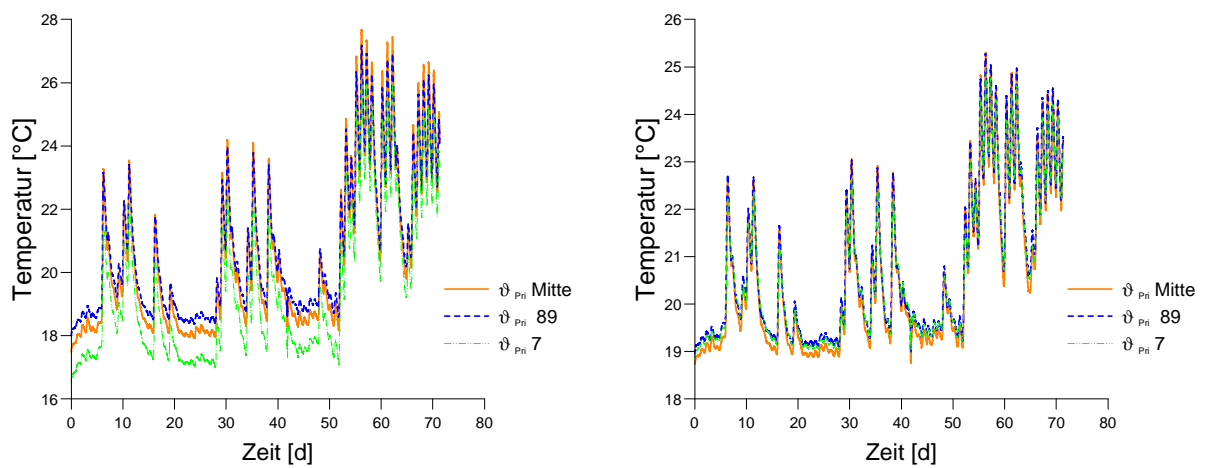 28
26
24
22
20
18
16
Temperatur [°C]
0 10 20 30 40 50 60 70 80
Zeit [d]
ϑ Pri Mitte
ϑ Pri 89
ϑ Pri 7
26
25
24
23
22
21
20
19
18
Temperatur [°C]
0 10 20 30 40 50 60 70 80
Zeit [d]
ϑ Pri Mitte
ϑ Pri 89
ϑ Pri 7